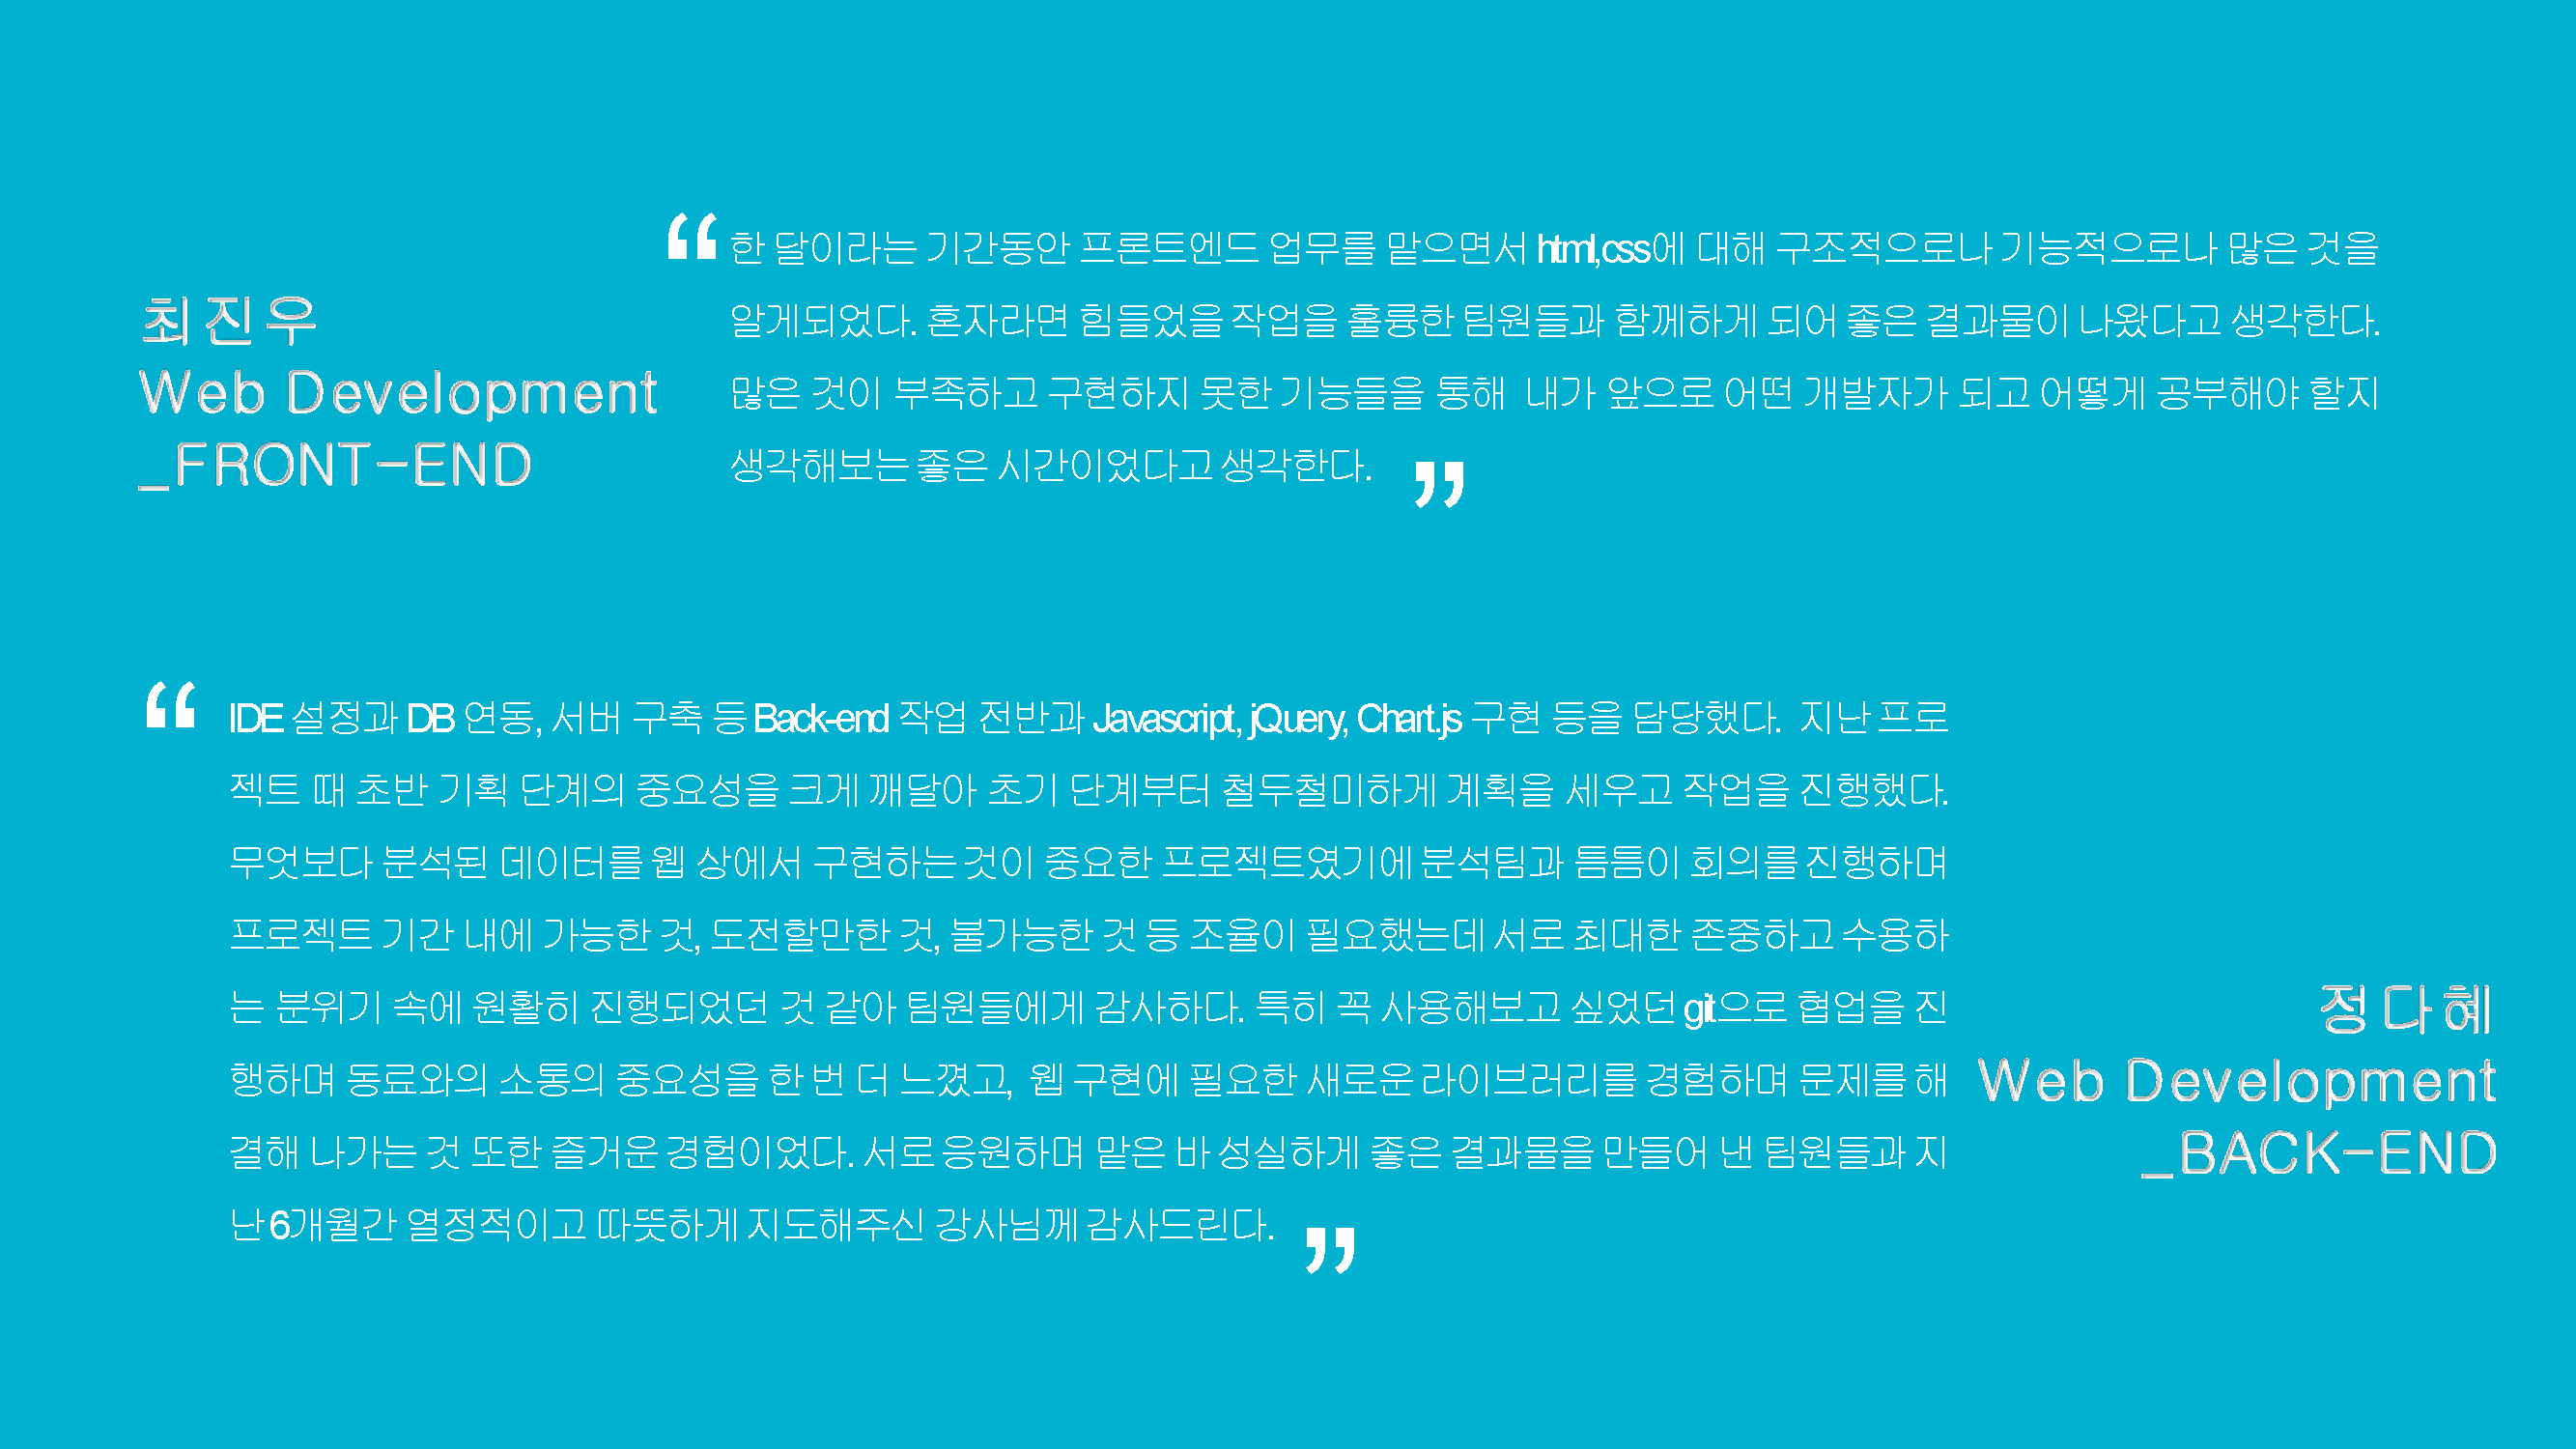 최진우
Web Development
_FRONT-END
“ 한 달이라는 기간동안 프론트엔드 업무를 맡으면서 html,css에 대해 구조적으로나 기능적으로나 많은 것을
알게되었다. 혼자라면 힘들었을 작업을 훌륭한 팀원들과 함께하게 되어 좋은 결과물이 나왔다고 생각한다.
많은 것이 부족하고 구현하지 못한 기능들을 통해 내가 앞으로 어떤 개발자가 되고 어떻게 공부해야 할지
생각해보는 좋은 시간이었다고 생각한다. ”
“ IDE 설정과 DB 연동, 서버 구축 등 Back-end 작업 전반과 Javascript, jQuery, Chart.js 구현 등을 담당했다. 지난 프로
젝트 때 초반 기획 단계의 중요성을 크게 깨달아 초기 단계부터 철두철미하게 계획을 세우고 작업을 진행했다.
무엇보다 분석된 데이터를 웹 상에서 구현하는 것이 중요한 프로젝트였기에 분석팀과 틈틈이 회의를 진행하며
프로젝트 기간 내에 가능한 것, 도전할만한 것, 불가능한 것 등 조율이 필요했는데 서로 최대한 존중하고 수용하
는 분위기 속에 원활히 진행되었던 것 같아 팀원들에게 감사하다. 특히 꼭 사용해보고 싶었던 git으로 협업을 진
행하며 동료와의 소통의 중요성을 한 번 더 느꼈고, 웹 구현에 필요한 새로운 라이브러리를 경험하며 문제를 해
결해 나가는 것 또한 즐거운 경험이었다. 서로 응원하며 맡은 바 성실하게 좋은 결과물을 만들어 낸 팀원들과 지
난 6개월간 열정적이고 따뜻하게 지도해주신 강사님께 감사드린다. ”
정다혜
Web Development
_BACK-END